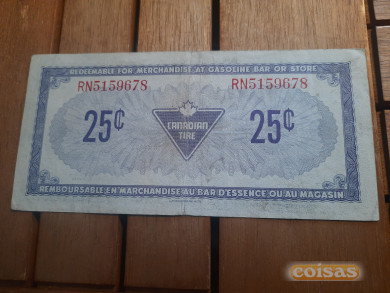 REDEEMABLE FOR MERCHANDISE AT GASOLINE BAR OR STORE
RN5159678 RN5159678
25¢ CANADIAN TIRE 25¢
REMBOURSABLE EN MARCHANDISE AU BAR D'ESSENCE OU AU MAGASIN
coisas